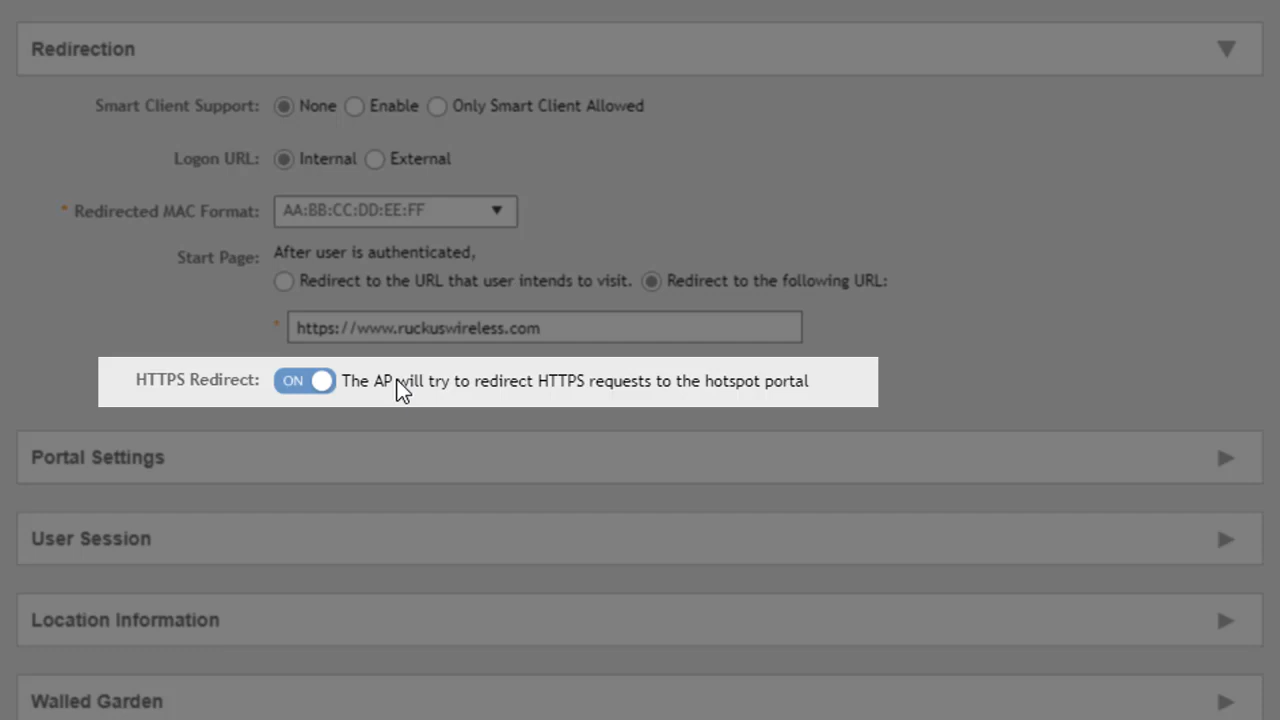 Redirection
Smart Client Support: None Enable Only Smart Client Allowed
Logon URL: Internal External
* Redirected MAC Format: AA:BB:CC:DD:EE:FF
Start Page: After user is authenticated,
Redirect to the URL that user intends to visit. Redirect to the following URL:
* https://www.ruckuswireless.com
HTTPS Redirect: ON The AP will try to redirect HTTPS requests to the hotspot portal
Portal Settings
User Session
Location Information
Walled Garden